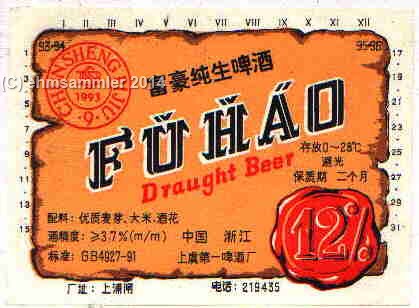 I II III IV V VI VII VIII IX X XI XII
93-94 95-96
(C) ehmsammler 2014
1993
富豪纯生啤酒
FǓ HÁO
Draught Beer
存放0~28℃
避光
保质期 二个月
配料：优质麦芽、大米、酒花
酒精度：≥3.7%(m/m) 中国 浙江
标准：GB4927-91 上虞第一啤酒厂
12%
厂址：上浦闸 电话：219435